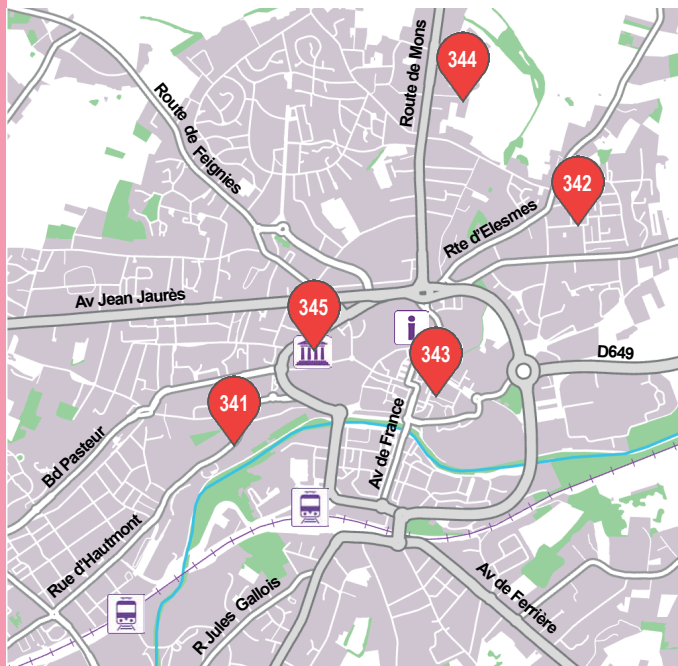 344
Route de Mons
Route de Feignies
342
Rte d'Elesmes
Av Jean Jaurès
345
i
343
D649
341
Av de France
Bd Pasteur
Rue d'Hautmont
R Jules Gallois
Av de Ferrière